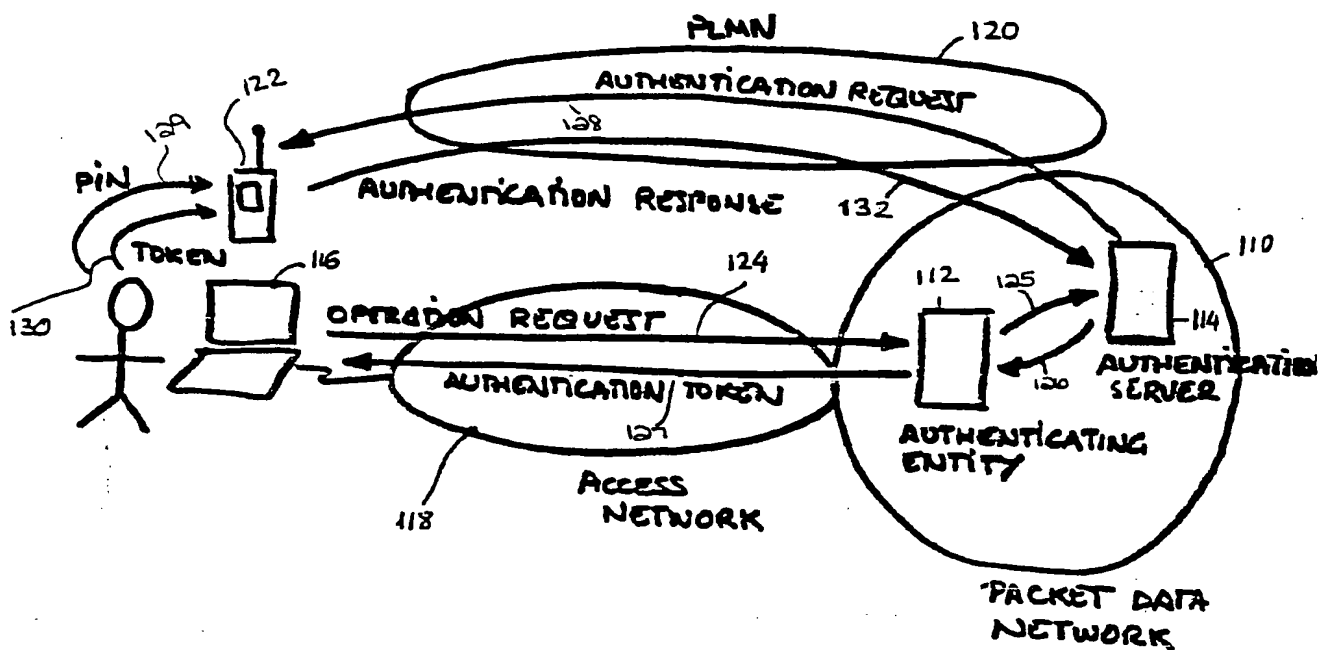 PLMN
120
122
AUTHENTICATION REQUEST
128
129
PIN
AUTHENTICATION RESPONSE
132
TOKEN
116
124
112
125
110
130
OPERATION REQUEST
114
120
AUTHENTICATION
SERVER
AUTHENTICATION/TOKEN
127
AUTHENTICATING
ENTITY
118
ACCESS
NETWORK
PACKET DATA
NETWORK